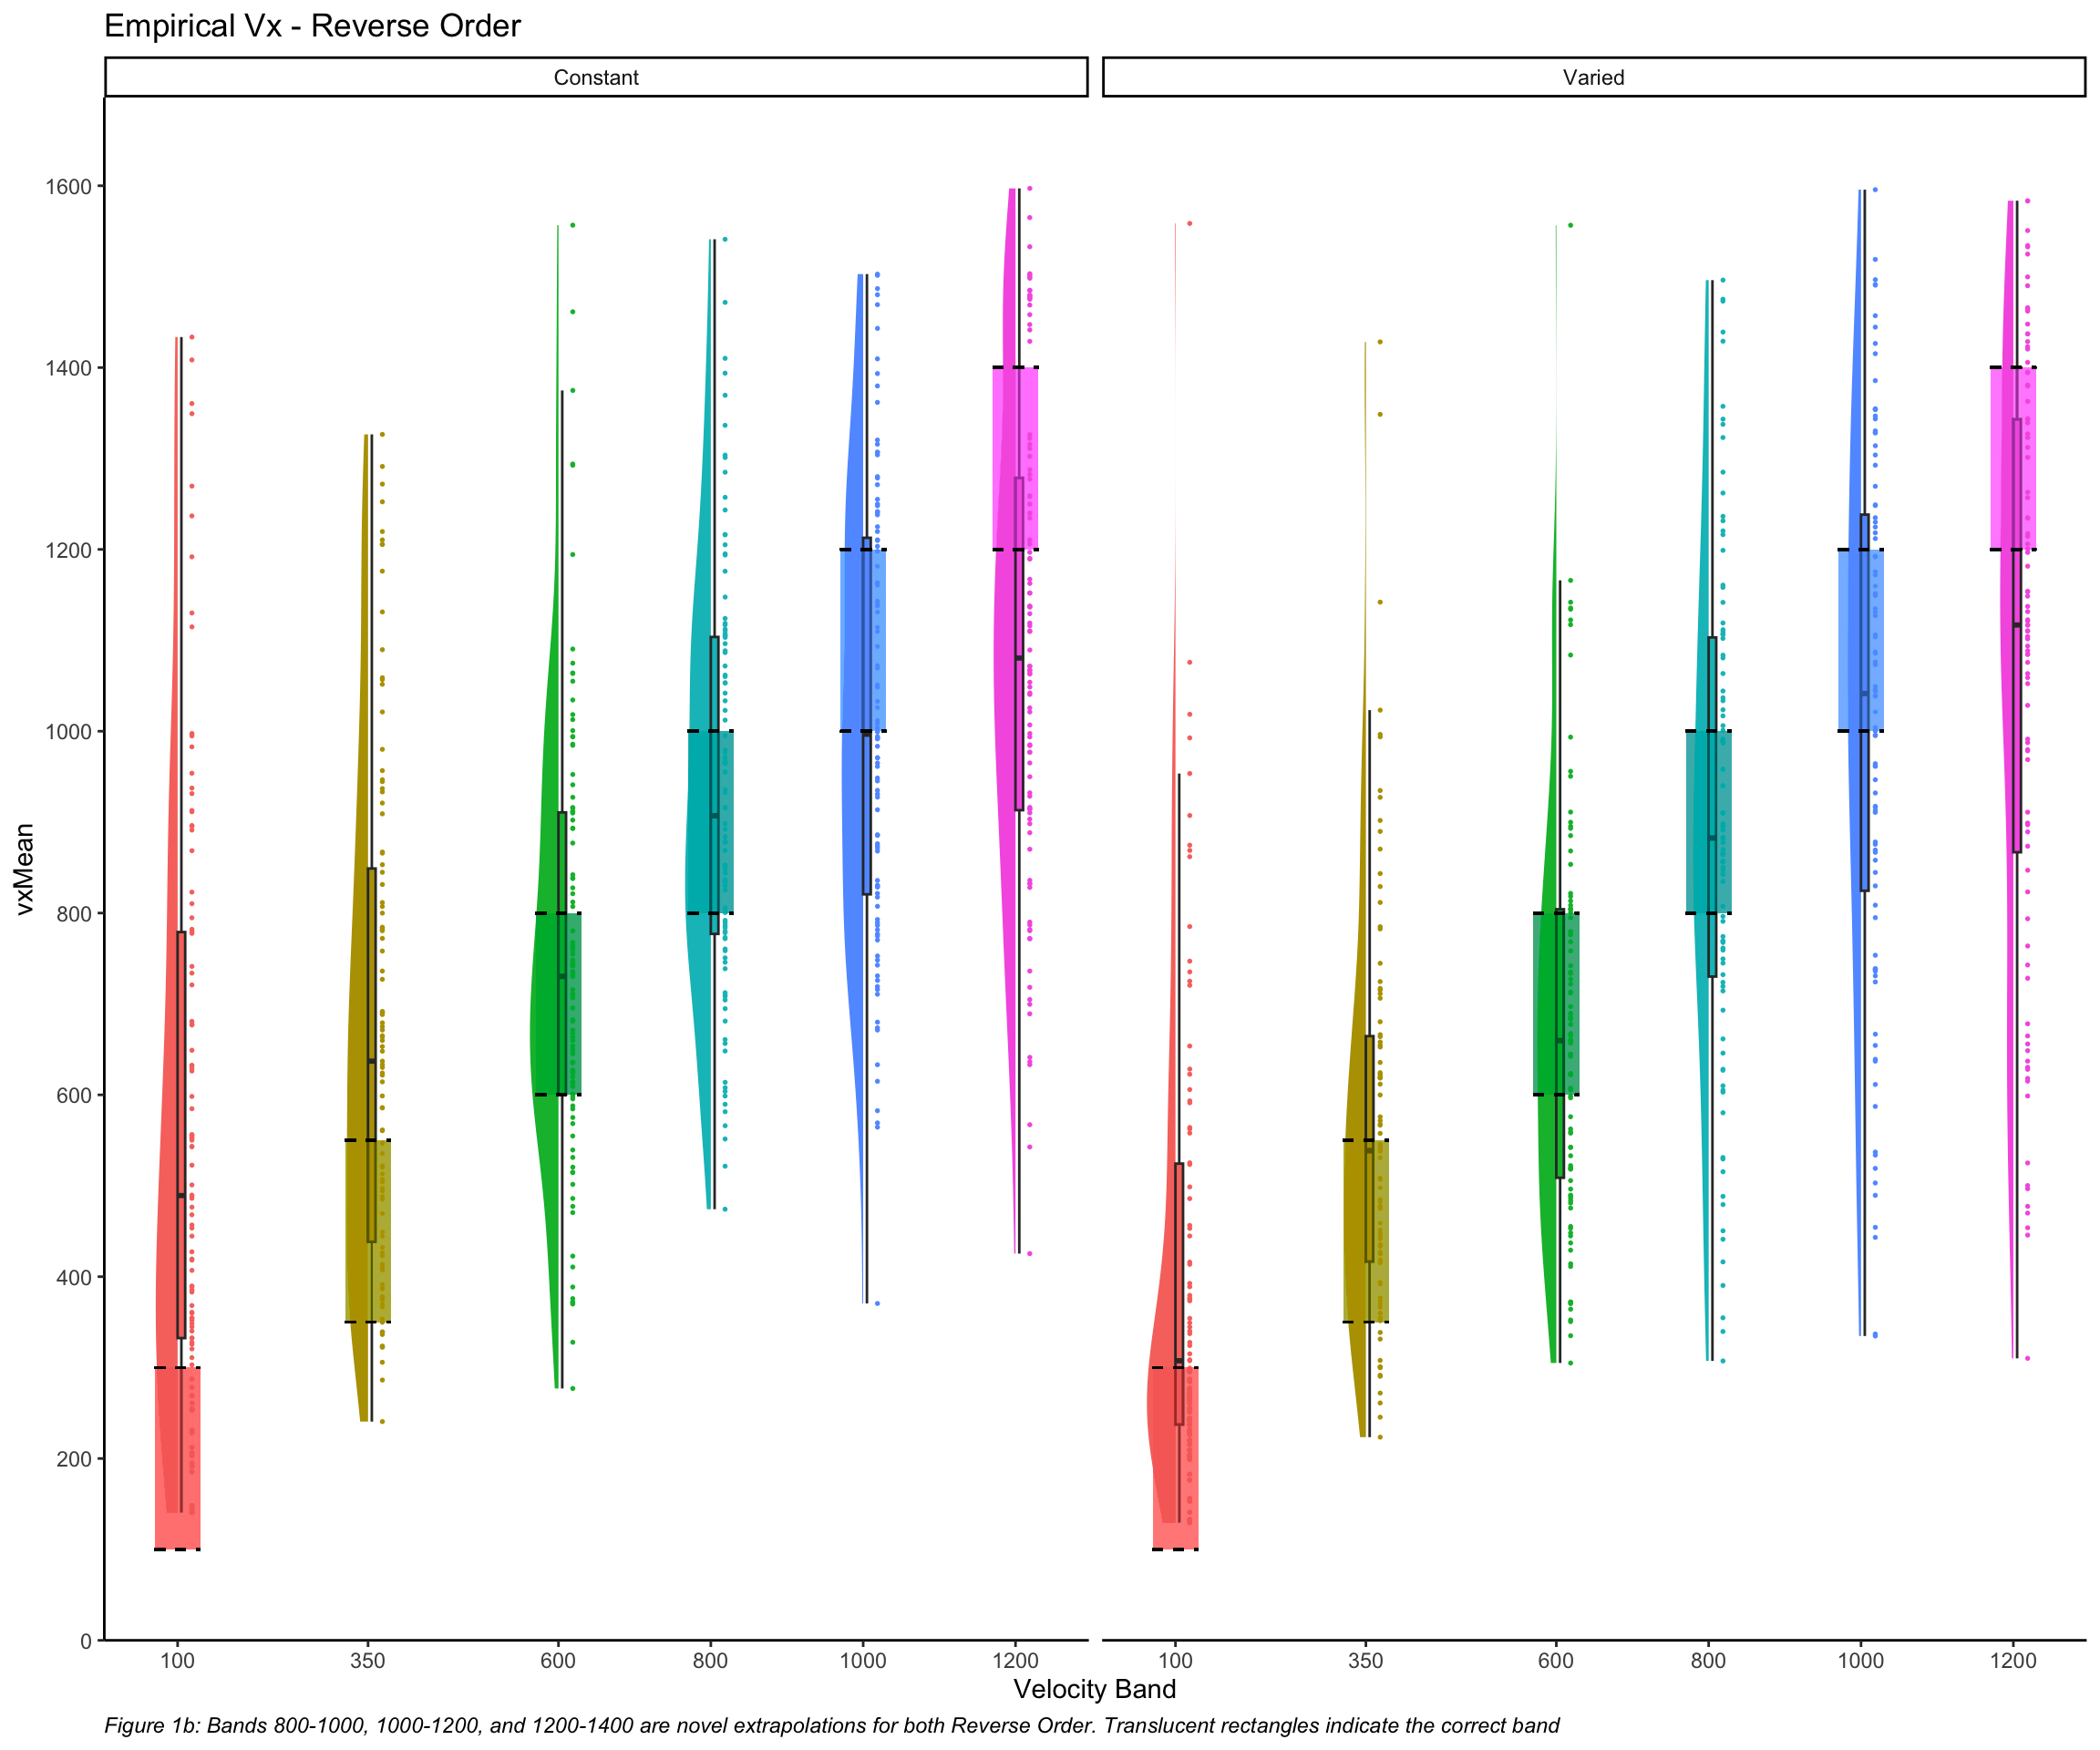 Empirical Vx - Reverse Order
Constant
Varied
1600
1400
1200
1000
800
600
400
200
0
vxMean
100 350 600 800 1000 1200
100 350 600 800 1000 1200
Velocity Band
Figure 1b: Bands 800-1000, 1000-1200, and 1200-1400 are novel extrapolations for both Reverse Order. Translucent rectangles indicate the correct band